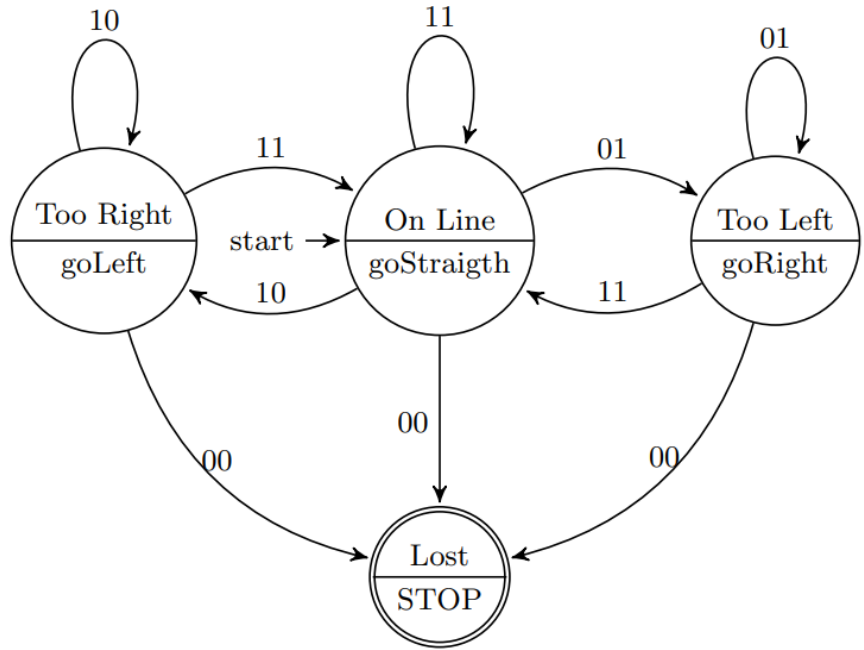 10
11
01
11
01
Too Right
goLeft
start
On Line
goStraigth
Too Left
goRight
10
11
00
00
00
Lost
STOP